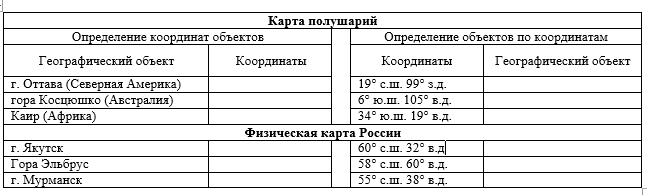 Карта полушарий
Определение координат объектов Определение объектов по координатам
Географический объект Координаты Координаты Географический объект
г. Оттава (Северная Америка) 19° с.ш. 99° з.д.
гора Косцюшко (Австралия) 6° ю.ш. 105° в.д.
Каир (Африка) 34° ю.ш. 19° в.д.
Физическая карта России
г. Якутск 60° с.ш. 32° в.д
Гора Эльбрус 58° с.ш. 60° в.д.
г. Мурманск 55° с.ш. 38° в.д.